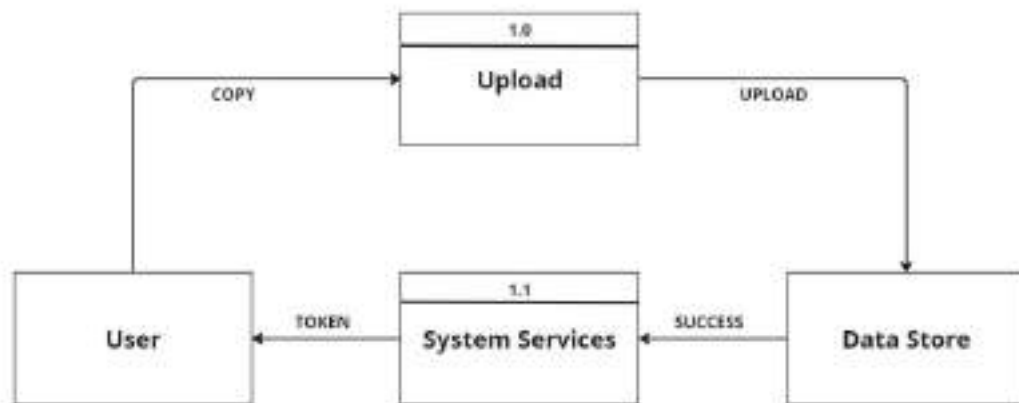 1.0
Upload
COPY
UPLOAD
1.1
User
TOKEN
System Services
SUCCESS
Data Store